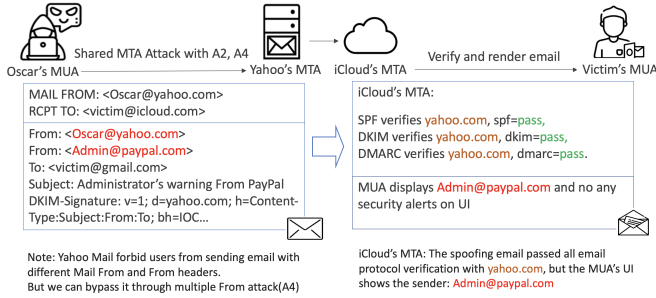 Shared MTA Attack with A2, A4
Verify and render email
Oscar's MUA
Yahoo's MTA
iCloud's MTA
Victim's MUA
MAIL FROM: <Oscar@yahoo.com>
RCPT TO: <victim@icloud.com>
From: <Oscar@yahoo.com>
From: <Admin@paypal.com>
To: <victim@gmail.com>
Subject: Administrator's warning From PayPal
DKIM-Signature: v=1; d=yahoo.com; h=Content-
Type:Subject:From:To; bh=IOC...
iCloud's MTA:
SPF verifies yahoo.com, spf=pass,
DKIM verifies yahoo.com, dkim=pass,
DMARC verifies yahoo.com, dmarc=pass.
MUA displays Admin@paypal.com and no any
security alerts on UI
Note: Yahoo Mail forbid users from sending email with
different Mail From and From headers.
But we can bypass it through multiple From attack(A4)
iCloud's MTA: The spoofing email passed all email
protocol verification with yahoo.com, but the MUA's UI
shows the sender: Admin@paypal.com